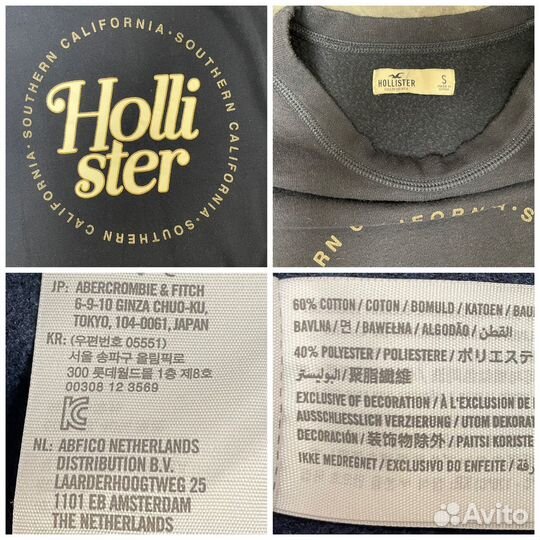 SOUTHERN CALIFORNIA · SOUTHERN CALIFORNIA · SOUTHERN CALIFORNIA ·
Holli
ster
HOLLISTER
CALIFORNIA
S
CALIFORNIA · S
JP: ABERCROMBIE & FITCH
6-9-10 GINZA CHUO-KU,
TOKYO, 104-0061, JAPAN
KR: (우편번호 05551)
서울 송파구 올림픽로
300 롯데월드몰 1층 제8호
00308 12 3569
NL: ABFICO NETHERLANDS
DISTRIBUTION B.V.
LAARDERHOOGTWEG 25
1101 EB AMSTERDAM
THE NETHERLANDS
60% COTTON / COTON / BOMULD / KATOEN / BAU
BAVLNA / 면 / BAWEŁNA / ALGODÃO / القطن /
40% POLYESTER / POLIESTERE / ポリエステ
البوليستر / 聚脂纖維
EXCLUSIVE OF DECORATION / À L'EXCLUSION DE
AUSSCHLIESSLICH VERZIERUNG / UTOM DEKORAT
DECORACIÓN / 装饰物除外 / PAITSI KORISTE
IKKE MEDREGNET / EXCLUSIVO DO ENFEITE /
Avito